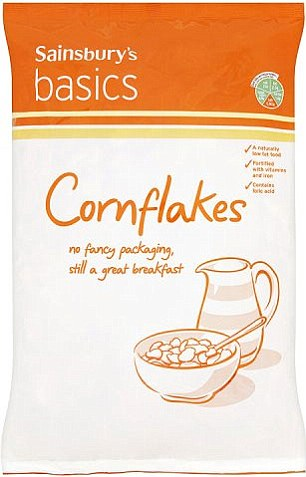 Sainsbury's
basics
A naturally
low fat food
Fortified
with vitamins
and iron
Contains
folic acid
Cornflakes
no fancy packaging,
still a great breakfast